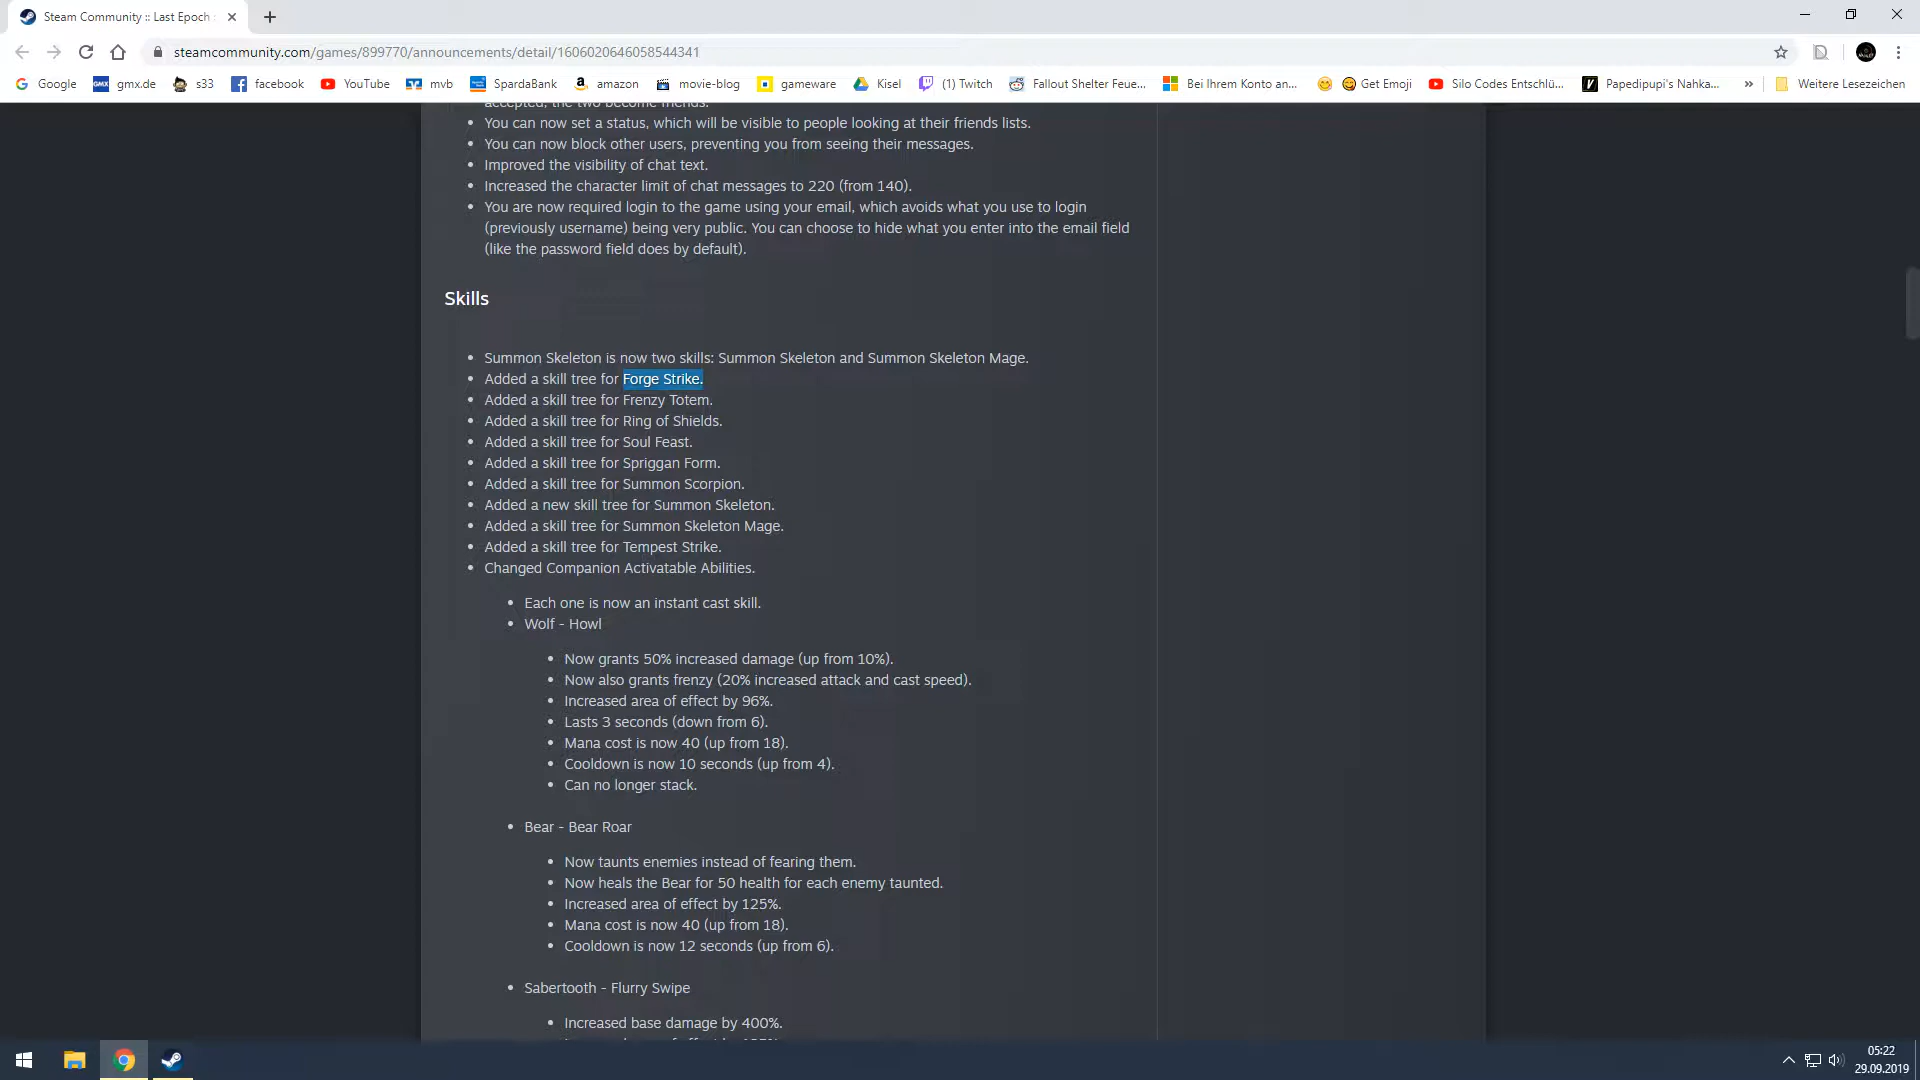 Steam Community :: Last Epoch
steamcommunity.com/games/899770/announcements/detail/1606020646058544341
Google gmx.de s33 facebook YouTube mvb SpardaBank amazon movie-blog gameware Kisel (1) Twitch Fallout Shelter Feue... Bei Ihrem Konto an... Get Emoji Silo Codes Entschlü... Papedipupi's Nahka... » Weitere Lesezeichen
accepted, the two become friends.
• You can now set a status, which will be visible to people looking at their friends lists.
• You can now block other users, preventing you from seeing their messages.
• Improved the visibility of chat text.
• Increased the character limit of chat messages to 220 (from 140).
• You are now required login to the game using your email, which avoids what you use to login
(previously username) being very public. You can choose to hide what you enter into the email field
(like the password field does by default).
Skills
• Summon Skeleton is now two skills: Summon Skeleton and Summon Skeleton Mage.
• Added a skill tree for Forge Strike.
• Added a skill tree for Frenzy Totem.
• Added a skill tree for Ring of Shields.
• Added a skill tree for Soul Feast.
• Added a skill tree for Spriggan Form.
• Added a skill tree for Summon Scorpion.
• Added a new skill tree for Summon Skeleton.
• Added a skill tree for Summon Skeleton Mage.
• Added a skill tree for Tempest Strike.
• Changed Companion Activatable Abilities.
• Each one is now an instant cast skill.
• Wolf - Howl
• Now grants 50% increased damage (up from 10%).
• Now also grants frenzy (20% increased attack and cast speed).
• Increased area of effect by 96%.
• Lasts 3 seconds (down from 6).
• Mana cost is now 40 (up from 18).
• Cooldown is now 10 seconds (up from 4).
• Can no longer stack.
• Bear - Bear Roar
• Now taunts enemies instead of fearing them.
• Now heals the Bear for 50 health for each enemy taunted.
• Increased area of effect by 125%.
• Mana cost is now 40 (up from 18).
• Cooldown is now 12 seconds (up from 6).
• Sabertooth - Flurry Swipe
• Increased base damage by 400%.
05:22
29.09.2019